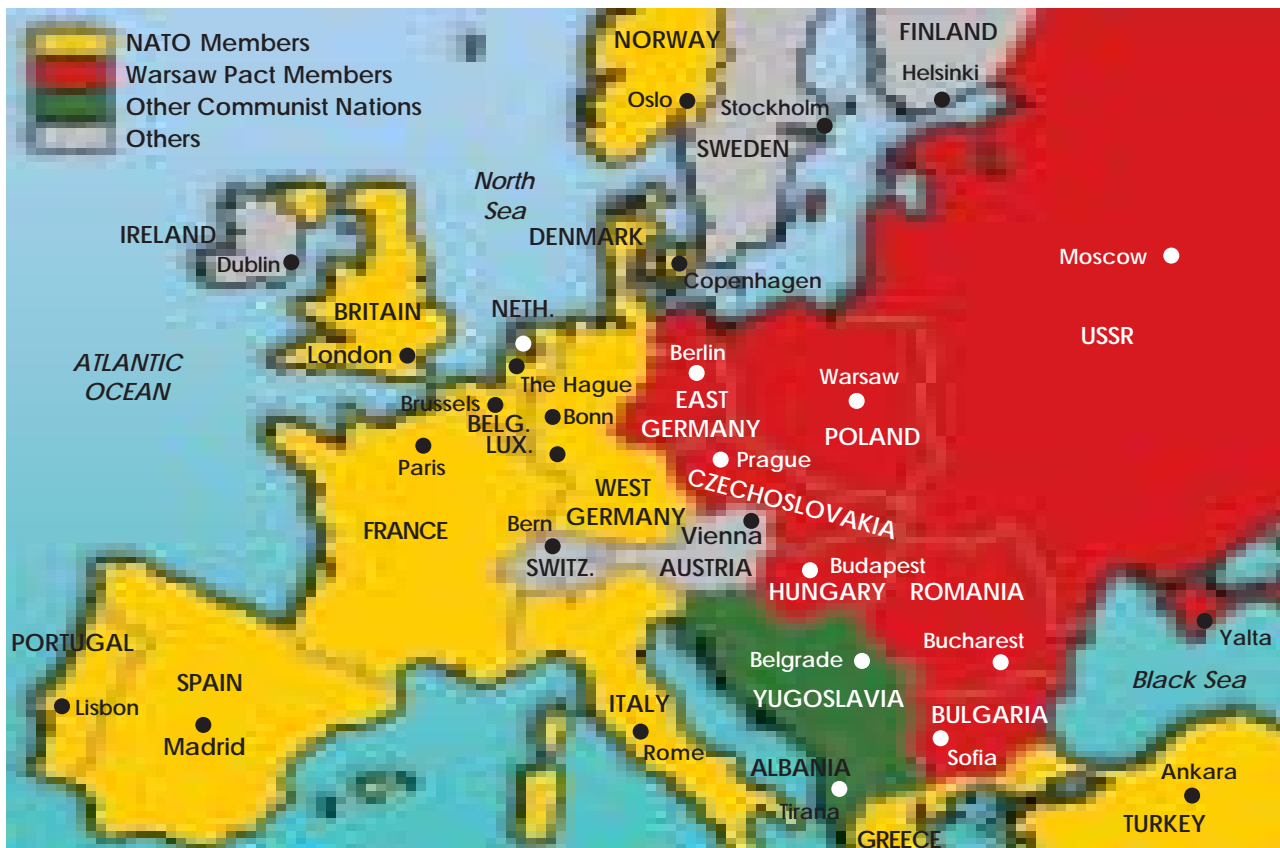 NATO Members
Warsaw Pact Members
Other Communist Nations
Others
NORWAY
Oslo
FINLAND
Helsinki
Stockholm
SWEDEN
North
Sea
IRELAND
Dublin
DENMARK
Copenhagen
Moscow
USSR
BRITAIN
London
NETH.
The Hague
ATLANTIC
OCEAN
Berlin
EAST
GERMANY
Warsaw
POLAND
Brussels
BELG.
LUX.
Bonn
Paris
Prague
CZECHOSLOVAKIA
WEST
GERMANY
FRANCE
Bern
SWITZ.
Vienna
AUSTRIA
Budapest
HUNGARY
ROMANIA
Bucharest
Yalta
Black Sea
PORTUGAL
Lisbon
SPAIN
Madrid
ITALY
Rome
Belgrade
YUGOSLAVIA
BULGARIA
Sofia
ALBANIA
Tirana
GREECE
Ankara
TURKEY